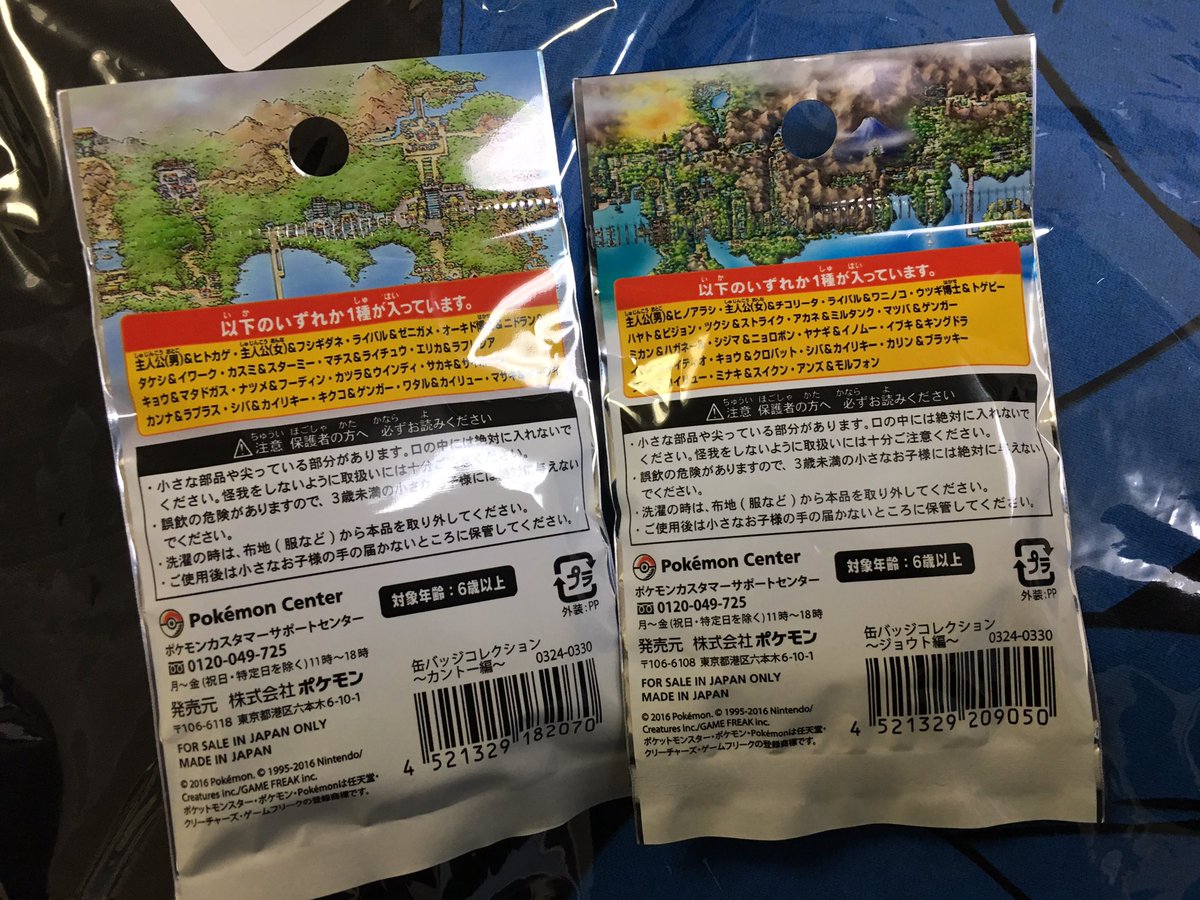 以下のいずれか1種が入っています。
主人公(男)&ヒトカゲ・主人公(女)&フシギダネ・ライバル&ゼニガメ・オーキド
タケシ&イワーク・カスミ&スターミー・マチス&ライチュウ・エリカ&
キョウ&マタドガス・ナツメ&フーディン・カツラ&ウインディ・サカキ&
カンナ&ラプラス・シバ&カイリキー・キクコ&ゲンガー・ワタル&カイリュー・マサキ
注意 保護者の方へ 必ずお読みください
・小さな部品や尖っている部分があります。口の中には絶対に入れないで
ください。怪我をしないように取扱いには十分ご注意ください。
・誤飲の危険がありますので、3歳未満の小さなお子様には絶対に与えない
でください。
・洗濯の時は、布地(服など)から本品を取り外してください。
・ご使用後は小さなお子様の手の届かないところに保管してください。
Pokémon Center
対象年齢:6歳以上
プラ
外装:PP
ポケモンカスタマーサポートセンター
0120-049-725
月〜金(祝日・特定日を除く)11時〜18時
発売元 株式会社ポケモン
〒106-6118 東京都港区六本木6-10-1
FOR SALE IN JAPAN ONLY
MADE IN JAPAN
©2016 Pokémon. ©1995-2016 Nintendo/
Creatures inc./GAME FREAK inc.
ポケットモンスター・ポケモン・Pokémonは任天堂・
クリーチャーズ・ゲームフリークの登録商標です。
缶バッジコレクション
〜カントー編〜 0324-0330
4 521329 182070
以下のいずれか1種が入っています。
主人公(男)&ヒノアラシ・主人公(女)&チコリータ・ライバル&ワニノコ・ウツギ博士&トゲピー
ハヤト&ピジョン・ツクシ&ストライク・アカネ&ミルタンク・マツバ&ゲンガー
ミカン&ハガネール・シジマ&ニョロボン・ヤナギ&イノムー・イブキ&キングドラ
キョウ&クロバット・シバ&カイリキー・カリン&ブラッキー
ミナキ&スイクン・アンズ&モルフォン
注意 保護者の方へ 必ずお読みください
・小さな部品や尖っている部分があります。口の中には絶対に入れないで
ください。怪我をしないように取扱いには十分ご注意ください。
・誤飲の危険がありますので、3歳未満の小さなお子様には絶対に与えない
でください。
・洗濯の時は、布地(服など)から本品を取り外してください。
・ご使用後は小さなお子様の手の届かないところに保管してください。
Pokémon Center
対象年齢:6歳以上
プラ
外装:PP
ポケモンカスタマーサポートセンター
0120-049-725
月〜金(祝日・特定日を除く)11時〜18時
発売元 株式会社ポケモン
〒106-6108 東京都港区六本木6-10-1
FOR SALE IN JAPAN ONLY
MADE IN JAPAN
©2016 Pokémon. ©1995-2016 Nintendo/
Creatures inc./GAME FREAK inc.
ポケットモンスター・ポケモン・Pokémonは任天堂・
クリーチャーズ・ゲームフリークの登録商標です。
缶バッジコレクション
〜ジョウト編〜 0324-0330
4 521329 209050